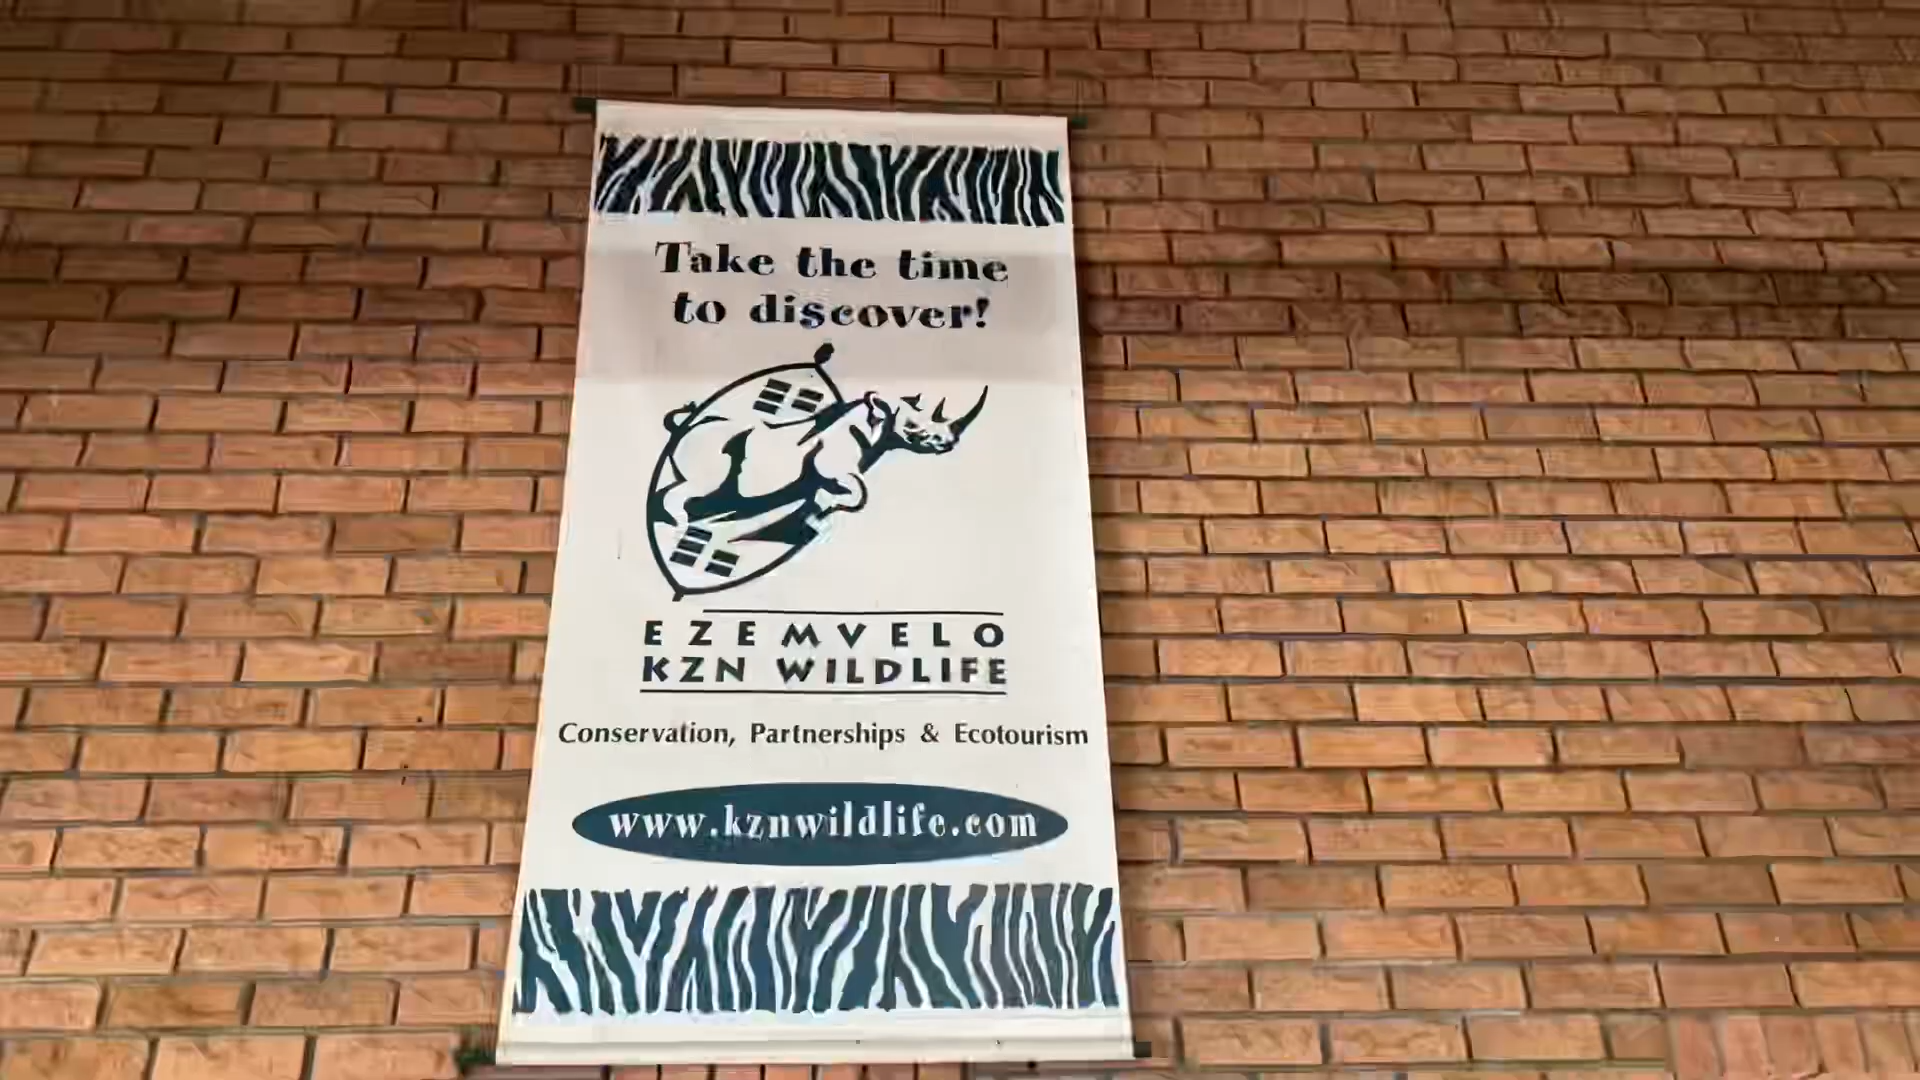 Take the time
to discover!
EZEMVELO
KZN WILDLIFE
Conservation, Partnerships & Ecotourism
www.kznwildlife.com